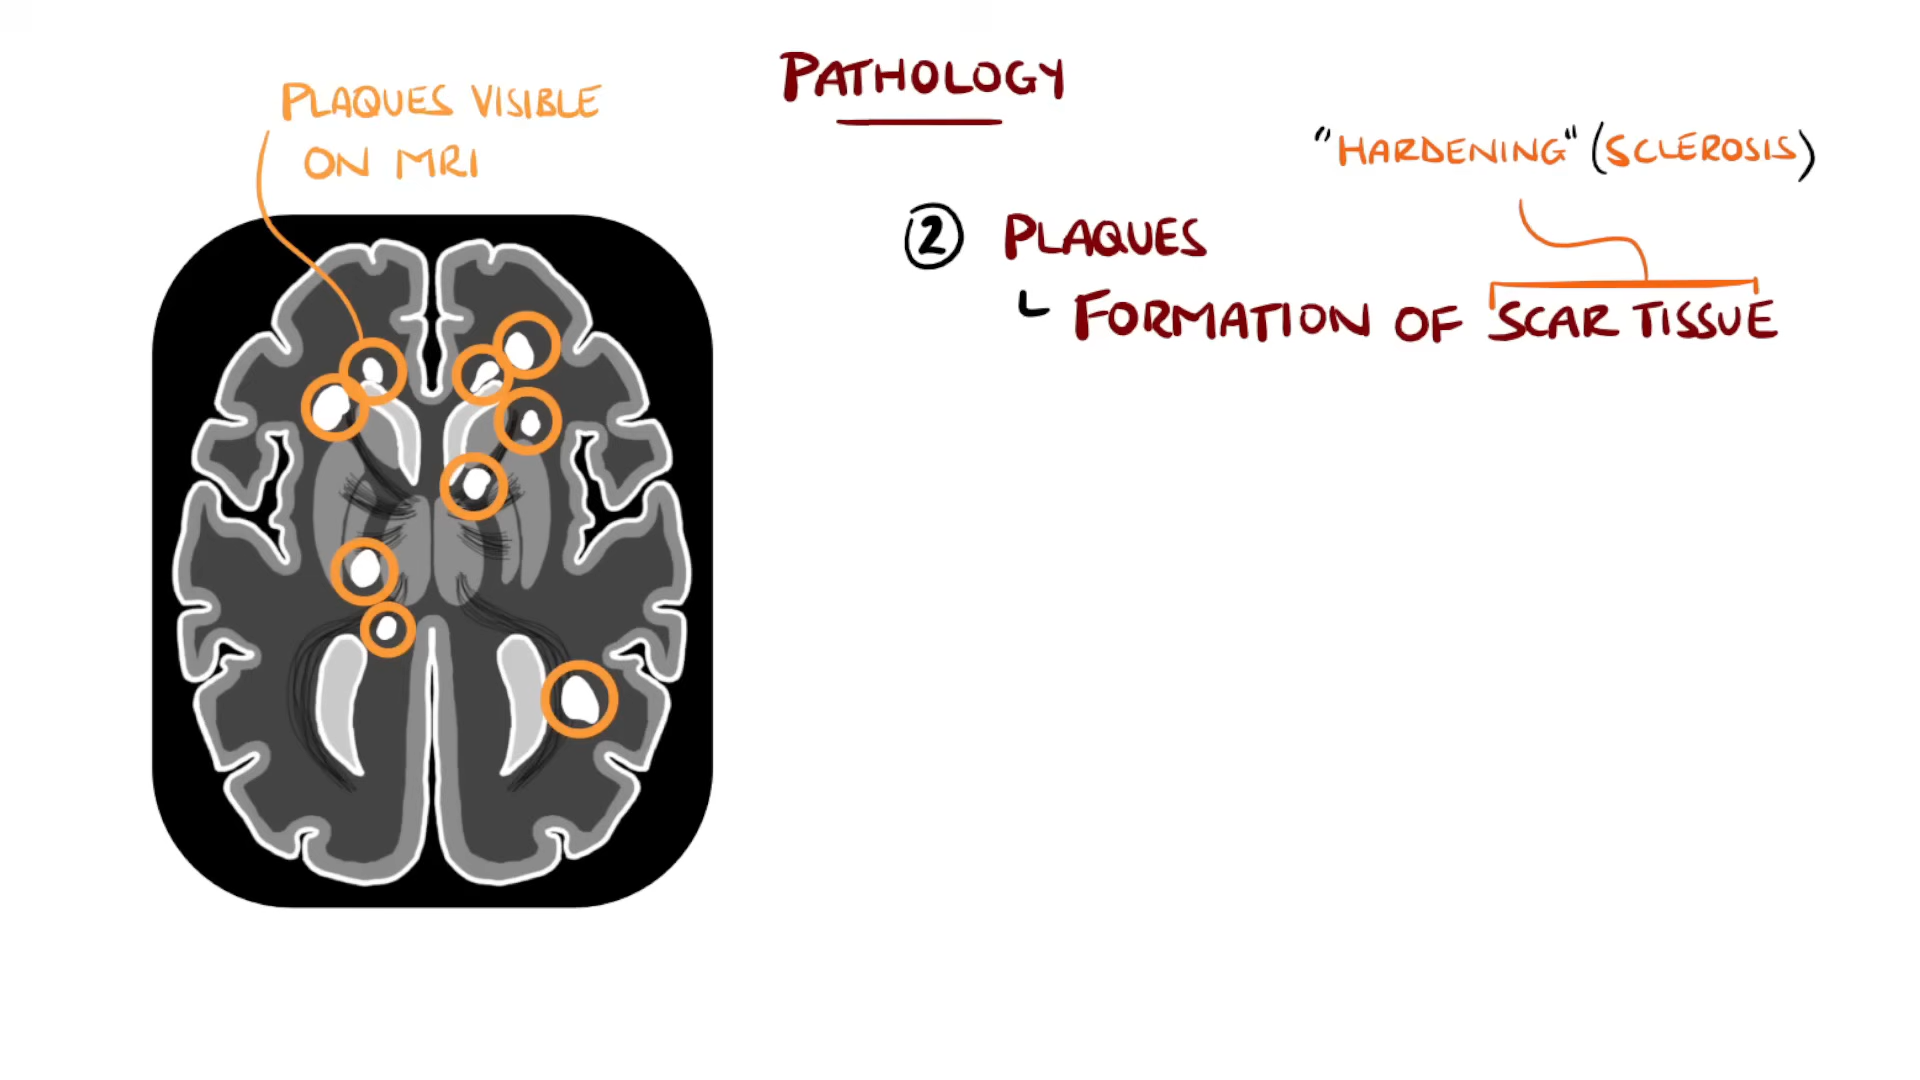 PATHOLOGY
PLAQUES VISIBLE
ON MRI
"HARDENING" (SCLEROSIS)
2 PLAQUES
FORMATION OF SCAR TISSUE